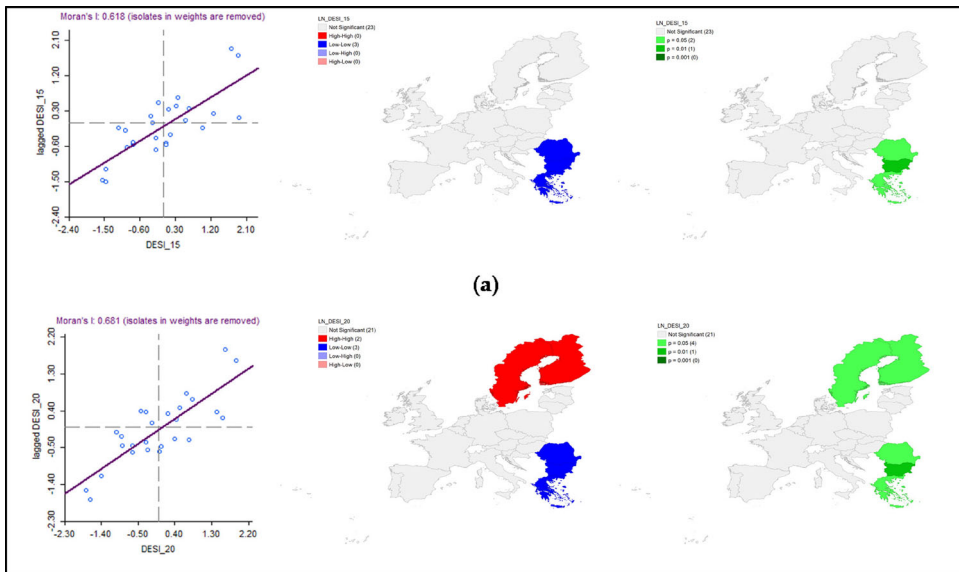 Moran's I: 0.618 (isolates in weights are removed)
lagged DESI_15
2.10
1.20
0.30
-0.60
-1.50
-2.40
-2.40 -1.50 -0.60 0.30 1.20 2.10
DESI_15
LN_DESI_15
Not Significant (23)
High-High (0)
Low-Low (3)
Low-High (0)
High-Low (0)
LN_DESI_15
Not Significant (23)
p = 0.05 (2)
p = 0.01 (1)
p = 0.001 (0)
(a)
Moran's I: 0.681 (isolates in weights are removed)
lagged DESI_20
2.20
1.30
0.40
-0.50
-1.40
-2.30
-2.30 -1.40 -0.50 0.40 1.30 2.20
DESI_20
LN_DESI_20
Not Significant (21)
High-High (2)
Low-Low (3)
Low-High (0)
High-Low (0)
LN_DESI_20
Not Significant (21)
p = 0.05 (4)
p = 0.01 (1)
p = 0.001 (0)